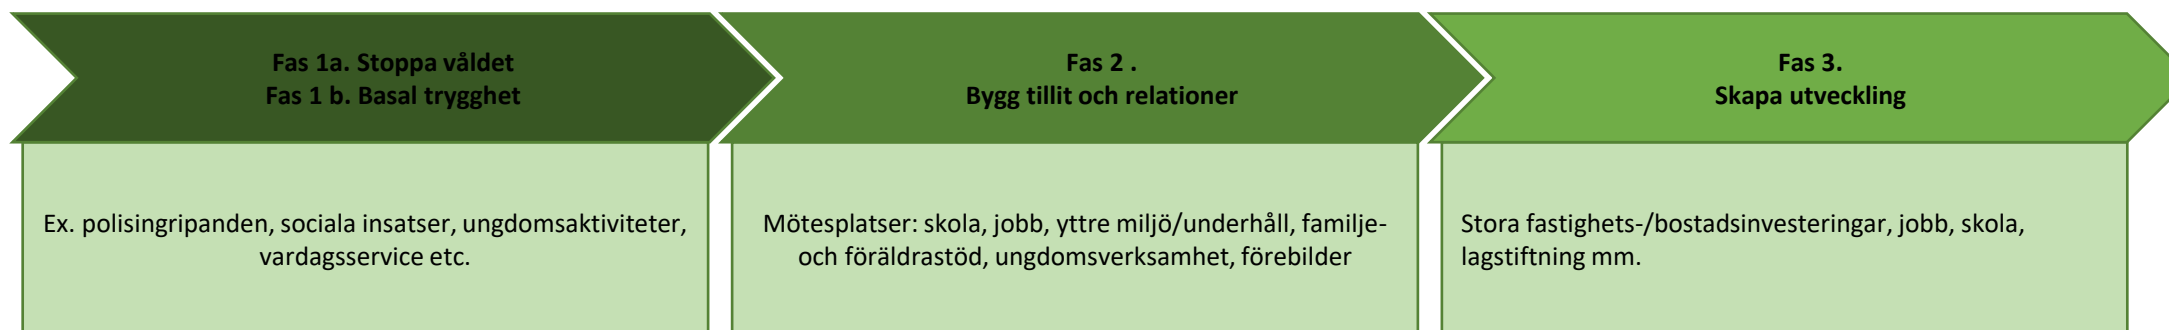 Fas 1a. Stoppa våldet
Fas 1 b. Basal trygghet
Ex. polisingripanden, sociala insatser, ungdomsaktiviteter,
vardagsservice etc.
Fas 2 .
Bygg tillit och relationer
Mötesplatser: skola, jobb, yttre miljö/underhåll, familje-
och föräldrastöd, ungdomsverksamhet, förebilder
Fas 3.
Skapa utveckling
Stora fastighets-/bostadsinvesteringar, jobb, skola,
lagstiftning mm.